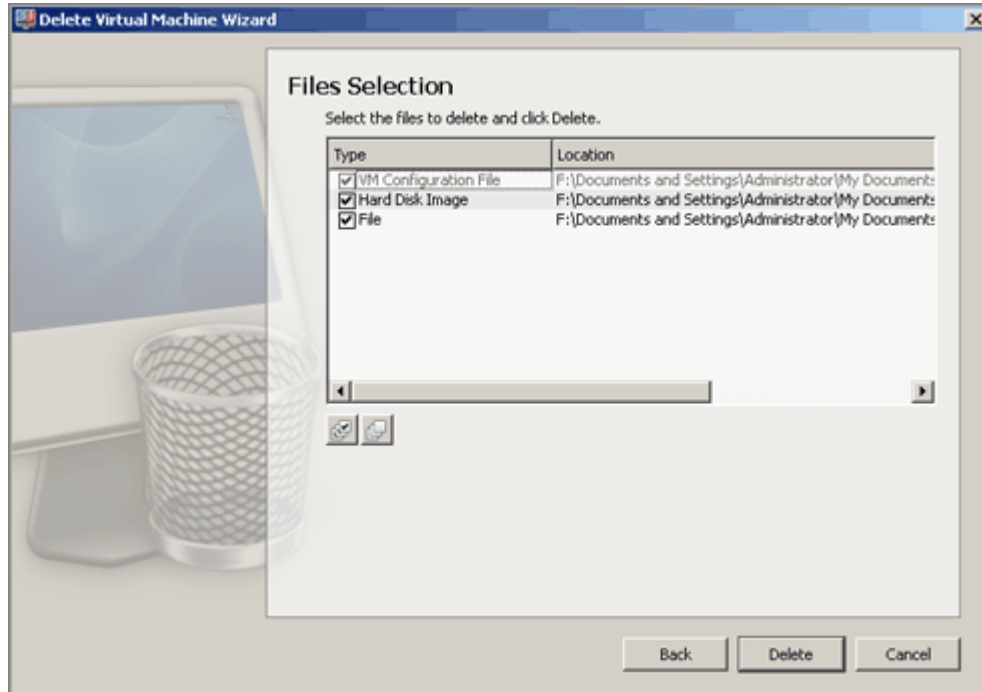 Delete Virtual Machine Wizard
Files Selection
Select the files to delete and click Delete.
Type Location
VM Configuration File F:\Documents and Settings\Administrator\My Documents
Hard Disk Image F:\Documents and Settings\Administrator\My Documents
File F:\Documents and Settings\Administrator\My Documents
Back Delete Cancel